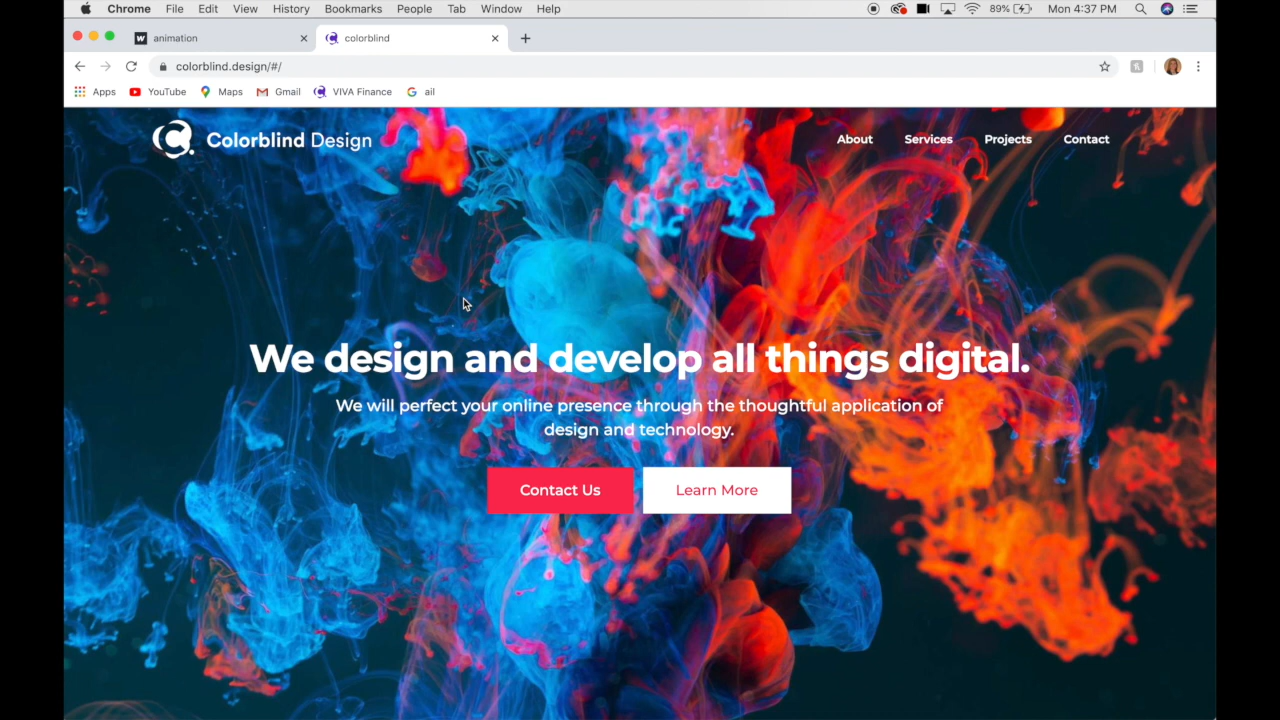 Chrome File Edit View History Bookmarks People Tab Window Help 89% Mon 4:37 PM
animation colorblind
colorblind.design/#/
Apps YouTube Maps Gmail VIVA Finance ail
Colorblind Design About Services Projects Contact
We design and develop all things digital.
We will perfect your online presence through the thoughtful application of
design and technology.
Contact Us Learn More